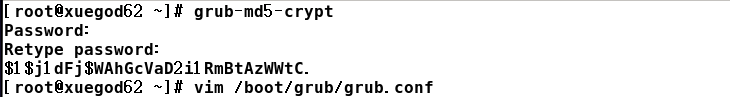 [root@xuegod62 ~]# grub-md5-crypt
Password:
Retype password:
$1$j1dFj$WAhGcVaD2i1RmBtAzWWtC.
[root@xuegod62 ~]# vim /boot/grub/grub.conf